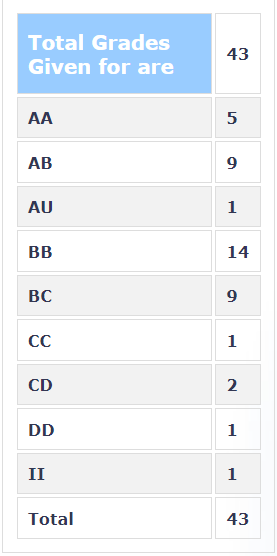 Total Grades
Given for are 43
AA 5
AB 9
AU 1
BB 14
BC 9
CC 1
CD 2
DD 1
II 1
Total 43